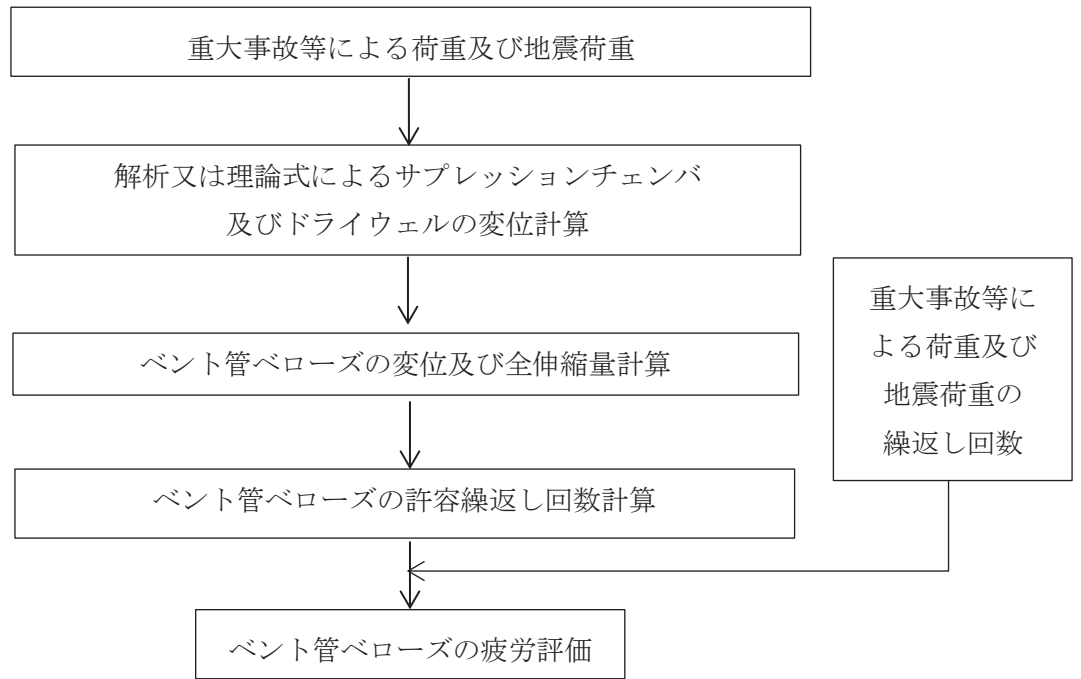 重大事故等による荷重及び地震荷重
解析又は理論式によるサプレッションチェンバ
及びドライウェルの変位計算
ベント管ベローズの変位及び全伸縮量計算
ベント管ベローズの許容繰返し回数計算
重大事故等に
よる荷重及び
地震荷重の
繰返し回数
ベント管ベローズの疲労評価